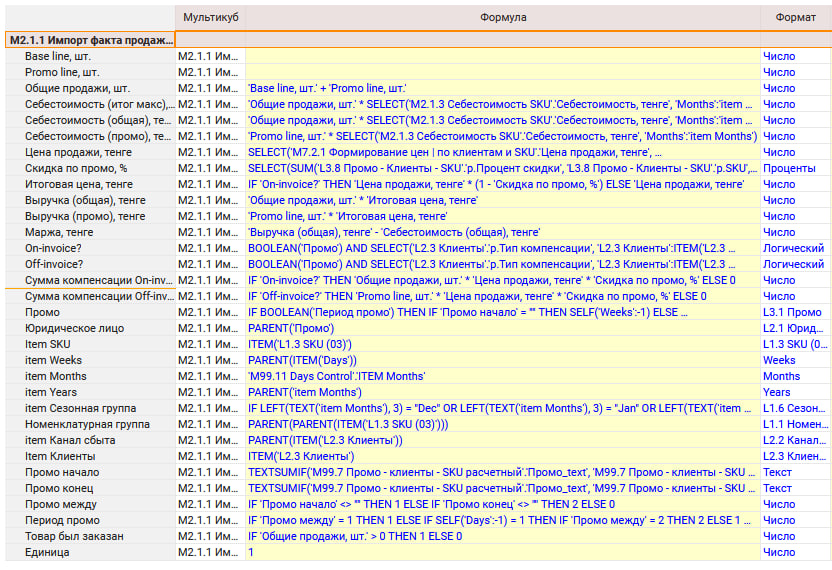 Мультикуб Формула Формат
M2.1.1 Импорт факта продаж...
Base line, шт. M2.1.1 Им... Число
Promo line, шт. M2.1.1 Им... Число
Общие продажи, шт. M2.1.1 Им... 'Base line, шт.' + 'Promo line, шт.' Число
Себестоимость (итог макс),... M2.1.1 Им... 'Общие продажи, шт.' * SELECT('M2.1.3 Себестоимость SKU'.'Себестоимость, тенге', 'Months':'item ... Число
Себестоимость (общая), те... M2.1.1 Им... 'Общие продажи, шт.' * SELECT('M2.1.3 Себестоимость SKU'.'Себестоимость, тенге', 'Months':'item ... Число
Себестоимость (промо), те... M2.1.1 Им... 'Promo line, шт.' * SELECT('M2.1.3 Себестоимость SKU'.'Себестоимость, тенге', 'Months':'item Months') Число
Цена продажи, тенге M2.1.1 Им... SELECT('M7.2.1 Формирование цен | по клиентам и SKU'.'Цена продажи, тенге', ... Число
Скидка по промо, % M2.1.1 Им... SELECT(SUM('L3.8 Промо - Клиенты - SKU'.'p.Процент скидки', 'L3.8 Промо - Клиенты - SKU'.'p.SKU',... Проценты
Итоговая цена, тенге M2.1.1 Им... IF 'On-invoice?' THEN 'Цена продажи, тенге' * (1 - 'Скидка по промо, %') ELSE 'Цена продажи, тенге' Число
Выручка (общая), тенге M2.1.1 Им... 'Общие продажи, шт.' * 'Итоговая цена, тенге' Число
Выручка (промо), тенге M2.1.1 Им... 'Promo line, шт.' * 'Итоговая цена, тенге' Число
Маржа, тенге M2.1.1 Им... 'Выручка (общая), тенге' - 'Себестоимость (общая), тенге' Число
On-invoice? M2.1.1 Им... BOOLEAN('Промо') AND SELECT('L2.3 Клиенты'.'p.Тип компенсации', 'L2.3 Клиенты':ITEM('L2.3 ... Логический
Off-invoice? M2.1.1 Им... BOOLEAN('Промо') AND SELECT('L2.3 Клиенты'.'p.Тип компенсации', 'L2.3 Клиенты':ITEM('L2.3 ... Логический
Сумма компенсации On-inv... M2.1.1 Им... IF 'On-invoice?' THEN 'Общие продажи, шт.' * 'Цена продажи, тенге' * 'Скидка по промо, %' ELSE 0 Число
Сумма компенсации Off-inv... M2.1.1 Им... IF 'Off-invoice?' THEN 'Promo line, шт.' * 'Цена продажи, тенге' * 'Скидка по промо, %' ELSE 0 Число
Промо M2.1.1 Им... IF BOOLEAN('Период промо') THEN IF 'Промо начало' = "" THEN SELF('Weeks':-1) ELSE ... L3.1 Промо
Юридическое лицо M2.1.1 Им... PARENT('Промо') L2.1 Юрид...
Item SKU M2.1.1 Им... ITEM('L1.3 SKU (03)') L1.3 SKU (0...
item Weeks M2.1.1 Им... PARENT(ITEM('Days')) Weeks
item Months M2.1.1 Им... 'M99.11 Days Control'.'ITEM Months' Months
item Years M2.1.1 Им... PARENT('item Months') Years
item Сезонная группа M2.1.1 Им... IF LEFT(TEXT('item Months'), 3) = "Dec" OR LEFT(TEXT('item Months'), 3) = "Jan" OR LEFT(TEXT('item ... L1.6 Сезон...
Номенклатурная группа M2.1.1 Им... PARENT(PARENT(ITEM('L1.3 SKU (03)'))) L1.1 Номен...
item Канал сбыта M2.1.1 Им... PARENT(ITEM('L2.3 Клиенты')) L2.2 Канал...
Item Клиенты M2.1.1 Им... ITEM('L2.3 Клиенты') L2.3 Клиен...
Промо начало M2.1.1 Им... TEXTSUMIF('M99.7 Промо - клиенты - SKU расчетный'.'Промо_text', 'M99.7 Промо - клиенты - SKU ... Текст
Промо конец M2.1.1 Им... TEXTSUMIF('M99.7 Промо - клиенты - SKU расчетный'.'Промо_text', 'M99.7 Промо - клиенты - SKU ... Текст
Промо между M2.1.1 Им... IF 'Промо начало' <> "" THEN 1 ELSE IF 'Промо конец' <> "" THEN 2 ELSE 0 Число
Период промо M2.1.1 Им... IF 'Промо между' = 1 THEN 1 ELSE IF SELF('Days':-1) = 1 THEN IF 'Промо между' = 2 THEN 2 ELSE 1 ... Число
Товар был заказан M2.1.1 Им... IF 'Общие продажи, шт.' > 0 THEN 1 ELSE 0 Число
Единица M2.1.1 Им... 1 Число